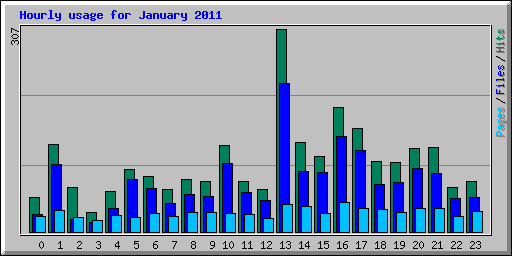 Hourly usage for January 2011
307
Pages / Files / Hits
0 1 2 3 4 5 6 7 8 9 10 11 12 13 14 15 16 17 18 19 20 21 22 23